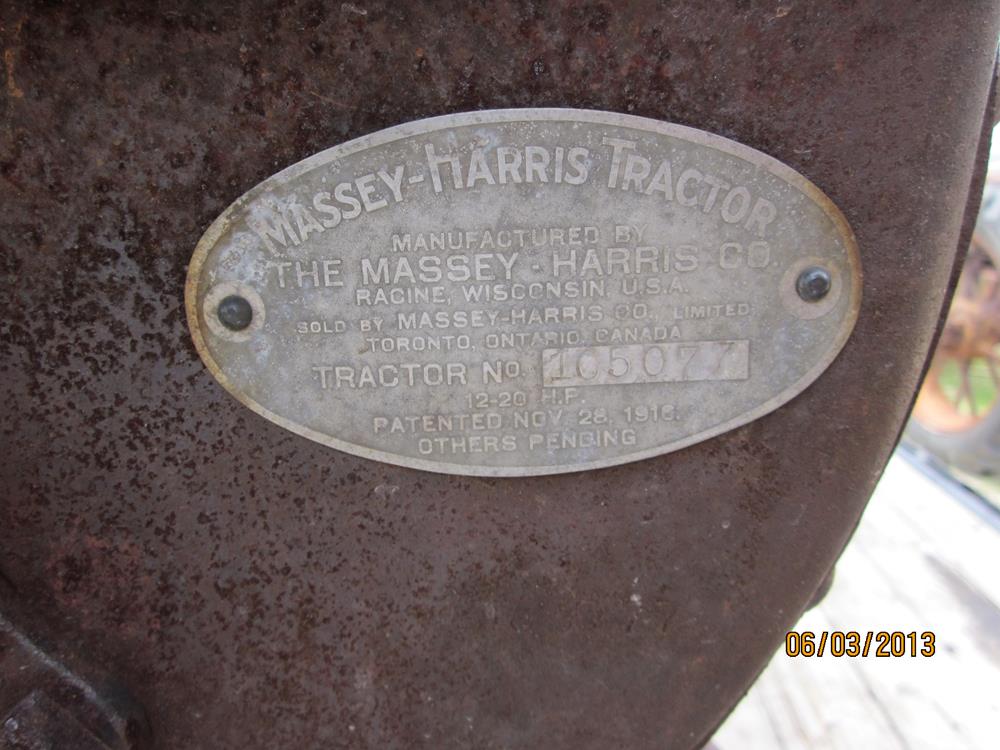 MASSEY-HARRIS TRACTOR
MANUFACTURED BY
THE MASSEY-HARRIS CO.
RACINE, WISCONSIN, U.S.A.
SOLD BY MASSEY-HARRIS CO., LIMITED,
TORONTO, ONTARIO, CANADA
TRACTOR NO. 105077
12-20 H.P.
PATENTED NOV 28, 1916.
OTHERS PENDING
06/03/2013